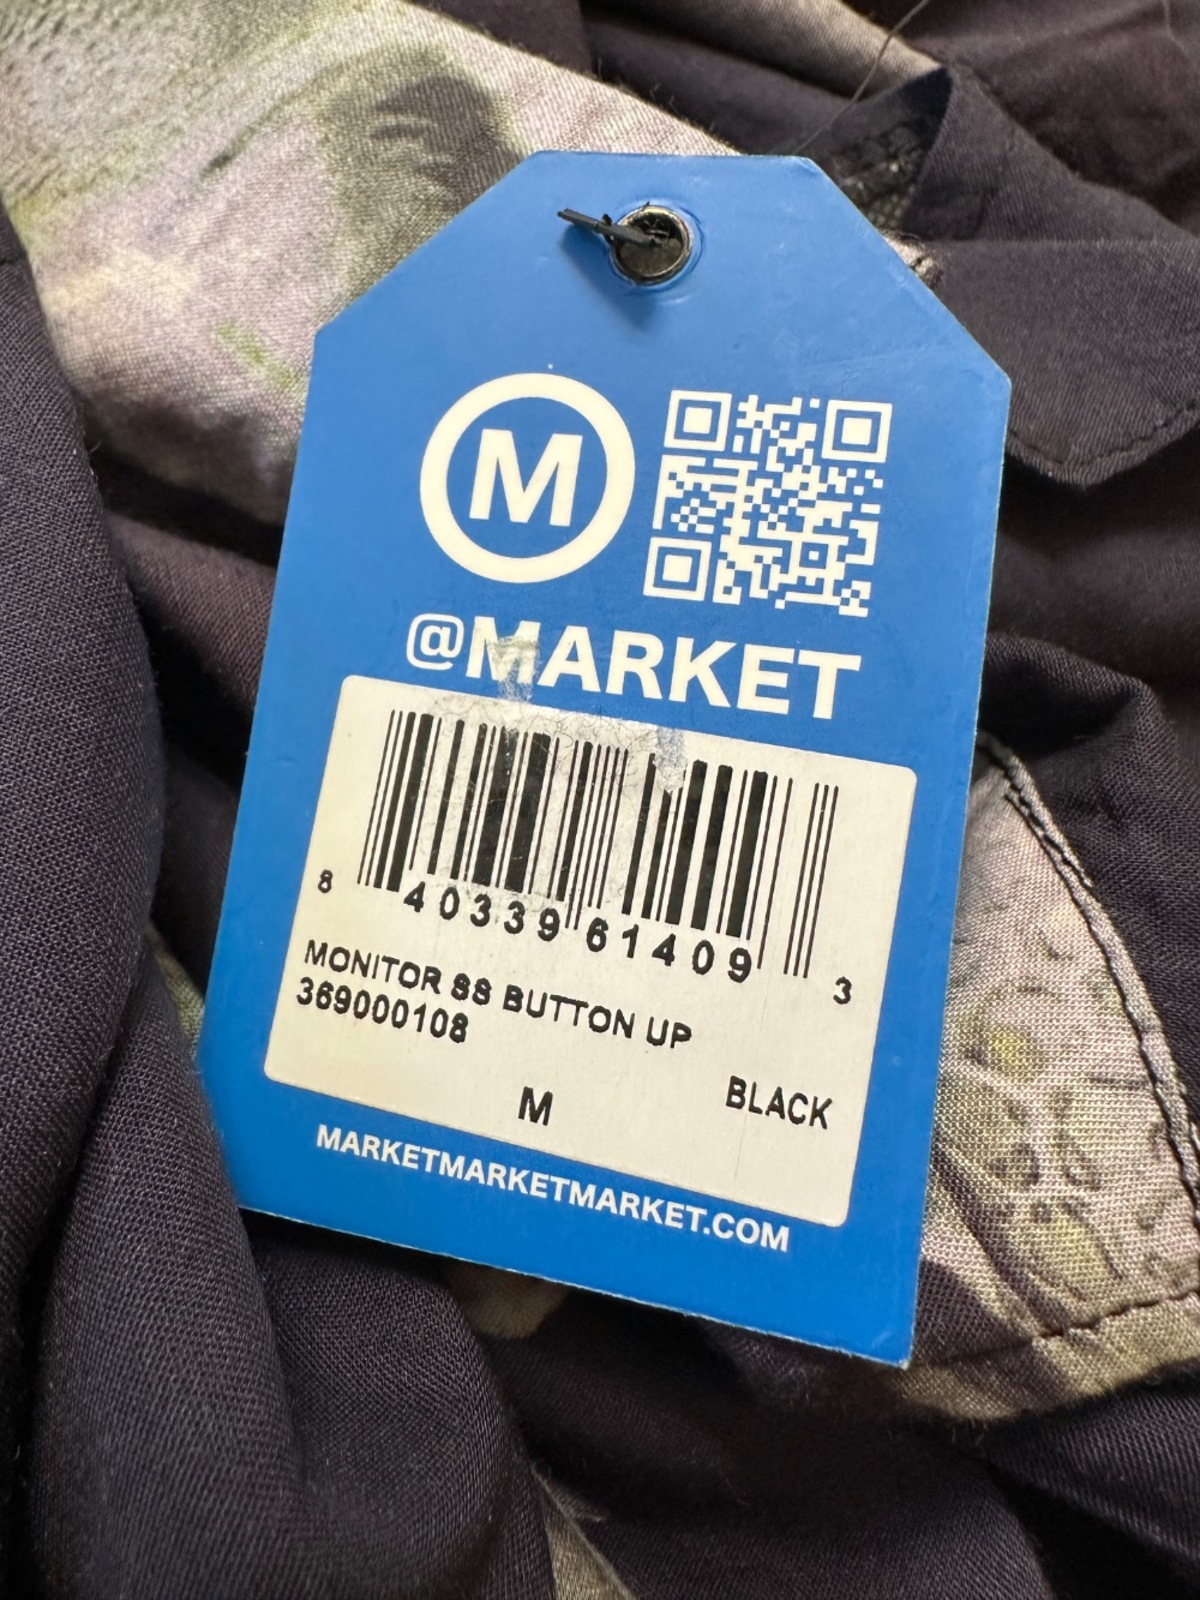 M
@MARKET
8 40339 61409 3
MONITOR SS BUTTON UP
369000108
M
BLACK
MARKETMARKETMARKET.COM